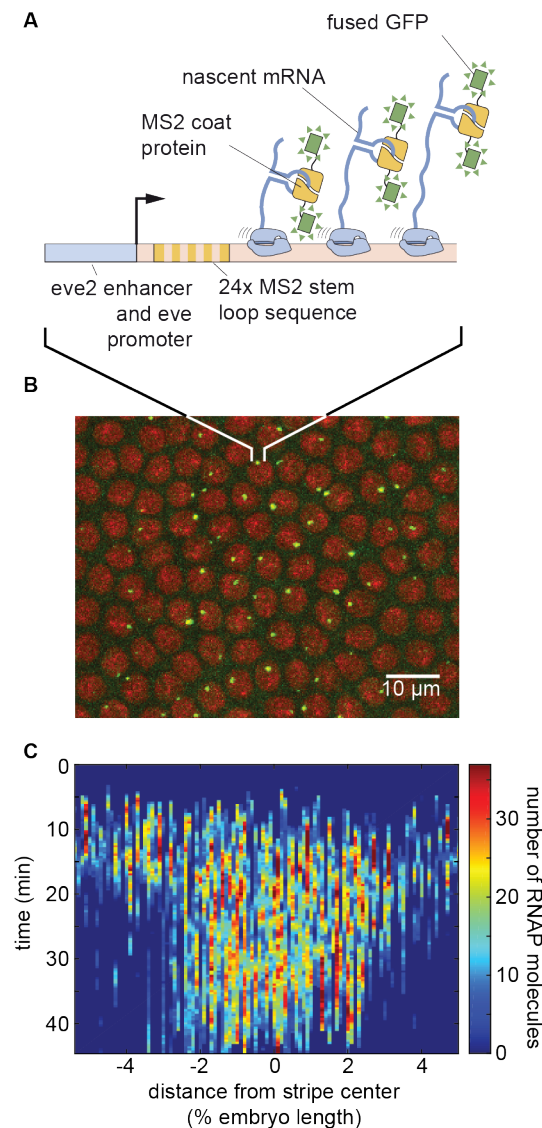 A
fused GFP
nascent mRNA
MS2 coat
protein
eve2 enhancer
and eve
promoter
24x MS2 stem
loop sequence
B
10 µm
C
0
10
20
30
40
time (min)
-4
-2
0
2
4
distance from stripe center
(% embryo length)
30
20
10
0
number of RNAP
molecules